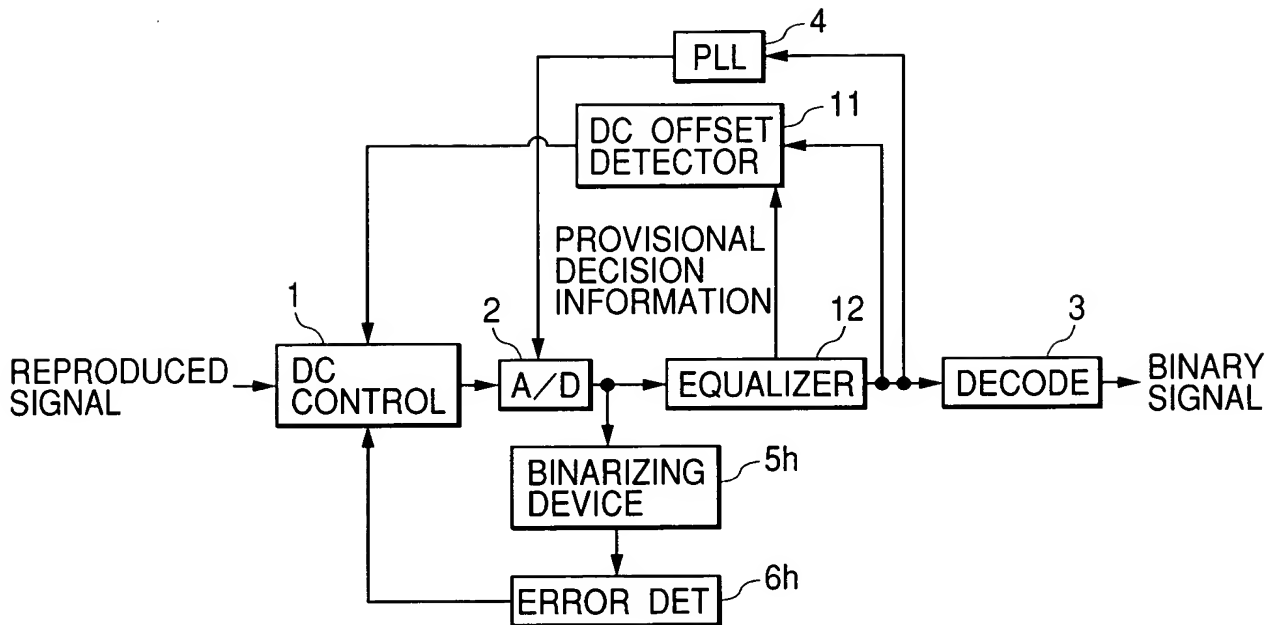 4
PLL
11
DC OFFSET
DETECTOR
PROVISIONAL
DECISION
INFORMATION
1
2
12
3
REPRODUCED
SIGNAL
DC
CONTROL
A/D
EQUALIZER
DECODE
BINARY
SIGNAL
BINARIZING
DEVICE
5h
ERROR DET
6h